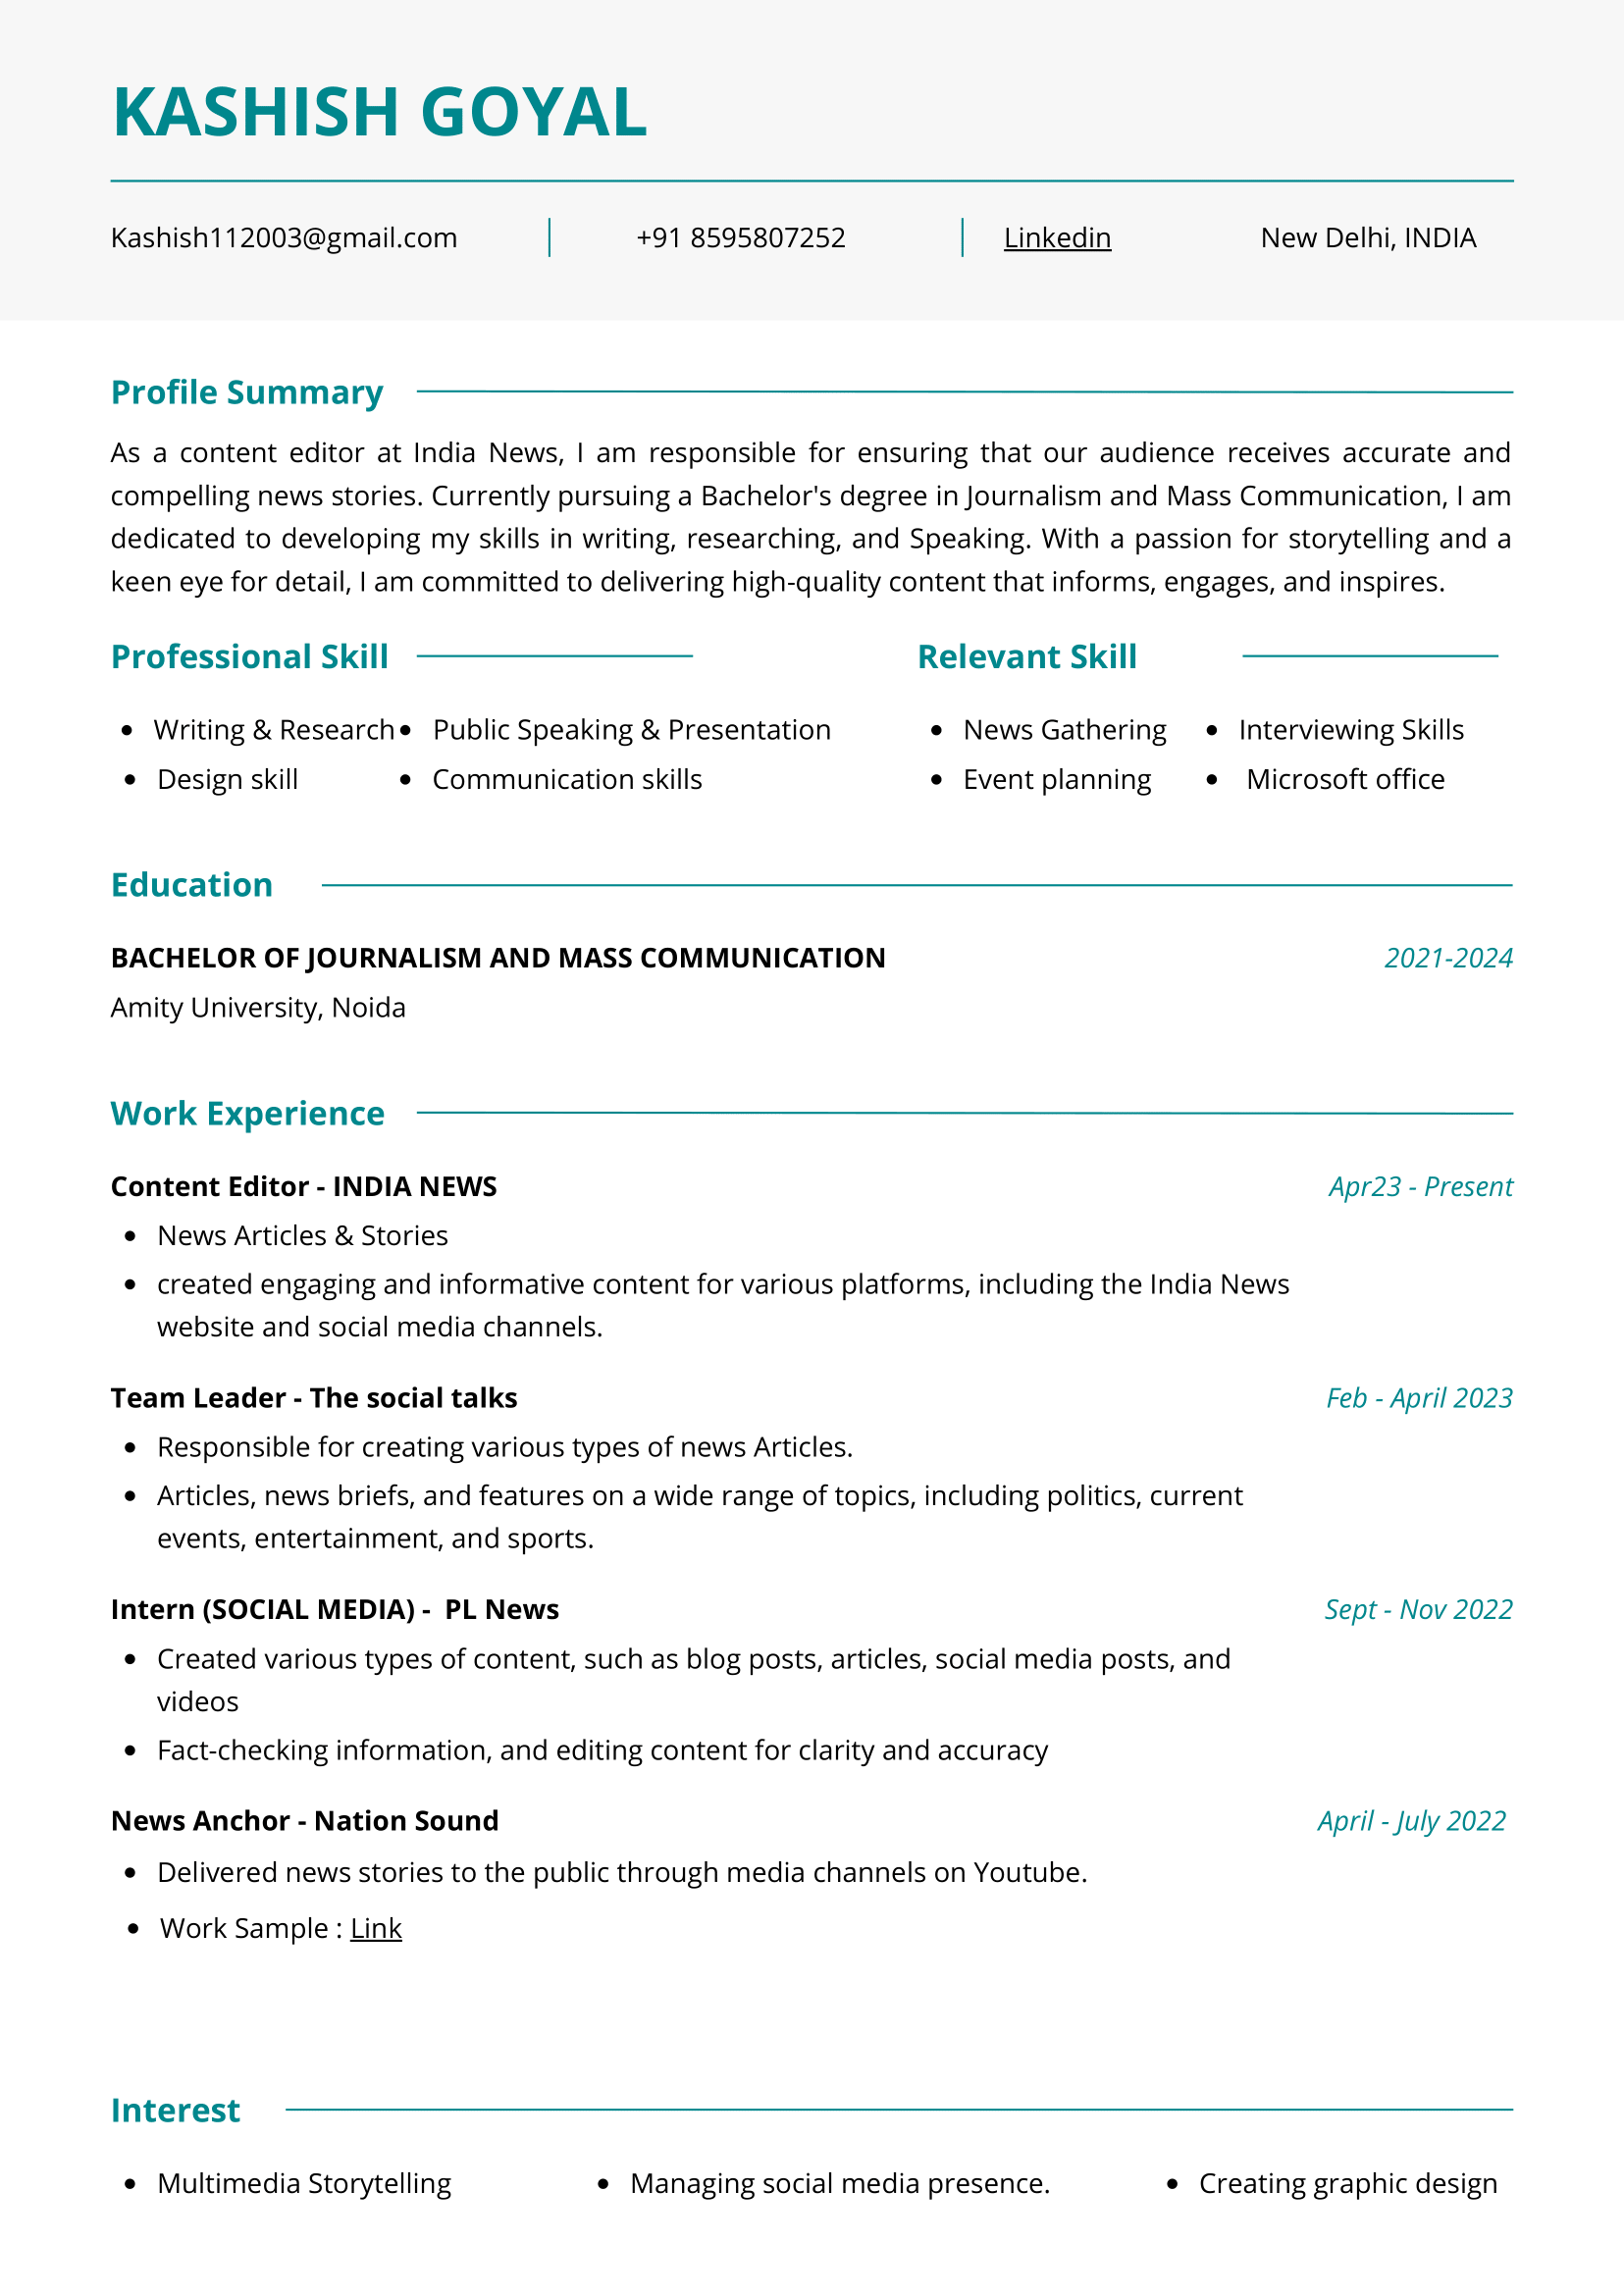 KASHISH GOYAL
Kashish112003@gmail.com +91 8595807252 Linkedin New Delhi, INDIA
Profile Summary
As a content editor at India News, I am responsible for ensuring that our audience receives accurate and
compelling news stories. Currently pursuing a Bachelor's degree in Journalism and Mass Communication, I am
dedicated to developing my skills in writing, researching, and Speaking. With a passion for storytelling and a
keen eye for detail, I am committed to delivering high-quality content that informs, engages, and inspires.
Professional Skill
• Writing & Research • Public Speaking & Presentation
• Design skill • Communication skills
Relevant Skill
• News Gathering • Interviewing Skills
• Event planning • Microsoft office
Education
BACHELOR OF JOURNALISM AND MASS COMMUNICATION 2021-2024
Amity University, Noida
Work Experience
Content Editor - INDIA NEWS Apr23 - Present
• News Articles & Stories
• created engaging and informative content for various platforms, including the India News
website and social media channels.
Team Leader - The social talks Feb - April 2023
• Responsible for creating various types of news Articles.
• Articles, news briefs, and features on a wide range of topics, including politics, current
events, entertainment, and sports.
Intern (SOCIAL MEDIA) - PL News Sept - Nov 2022
• Created various types of content, such as blog posts, articles, social media posts, and
videos
• Fact-checking information, and editing content for clarity and accuracy
News Anchor - Nation Sound April - July 2022
• Delivered news stories to the public through media channels on Youtube.
• Work Sample : Link
Interest
• Multimedia Storytelling • Managing social media presence. • Creating graphic design